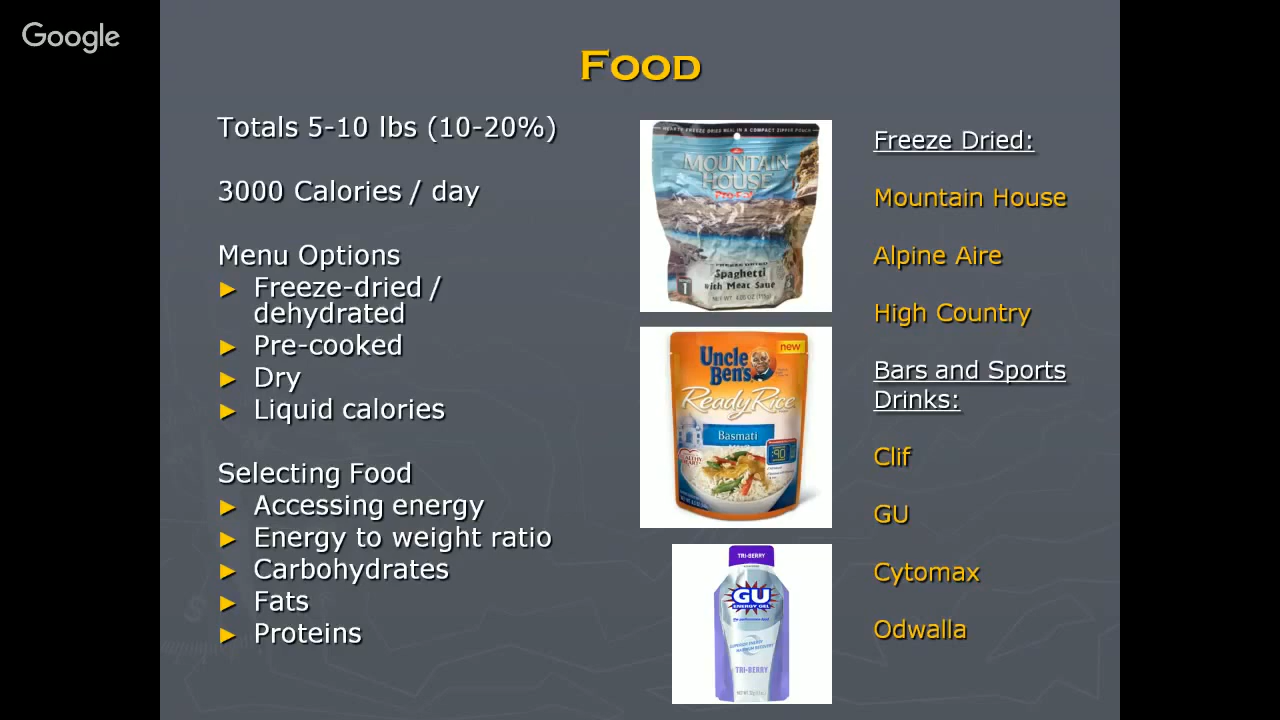 Google
Food
Totals 5-10 lbs (10-20%)
3000 Calories / day
Menu Options
► Freeze-dried /
dehydrated
► Pre-cooked
► Dry
► Liquid calories
Selecting Food
► Accessing energy
► Energy to weight ratio
► Carbohydrates
► Fats
► Proteins
MOUNTAIN
HOUSE
Spaghetti
with Meat Sauce
new
Uncle
Ben's
Ready Rice
Basmati
90
TRI-BERRY
GU
ENERGY GEL
TRI-BERRY
Freeze Dried:
Mountain House
Alpine Aire
High Country
Bars and Sports
Drinks:
Clif
GU
Cytomax
Odwalla